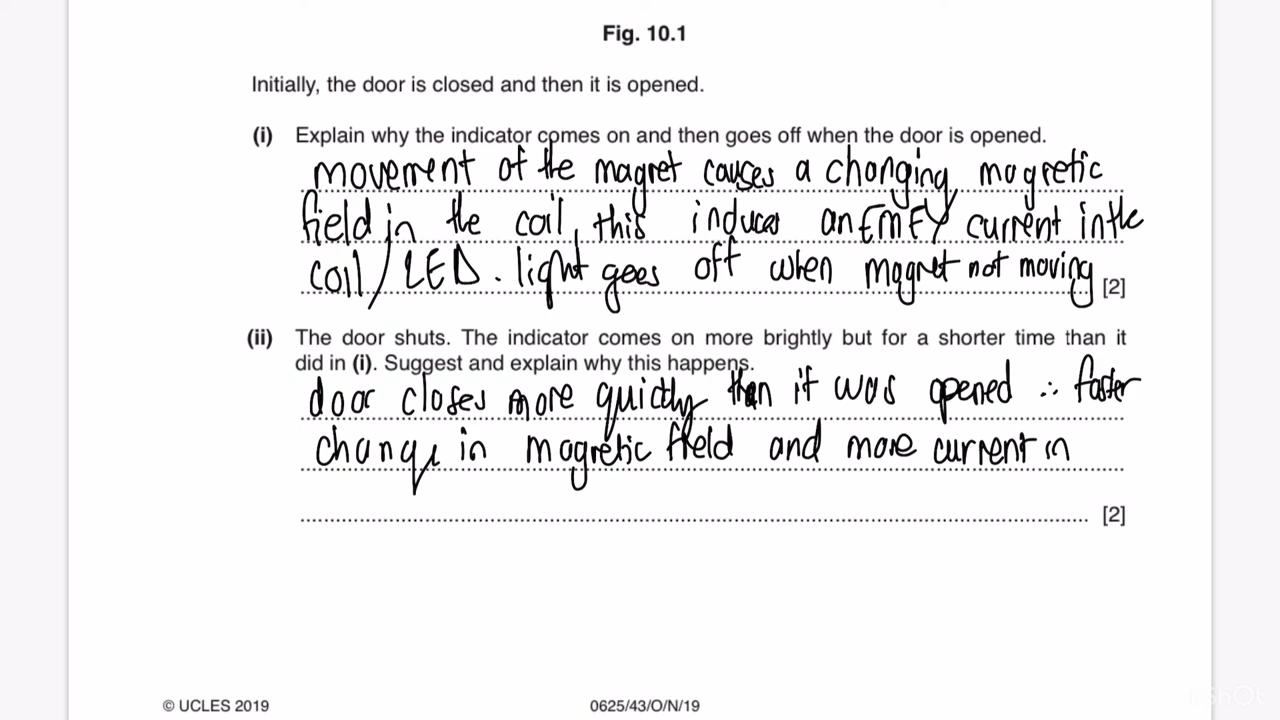 Fig. 10.1
Initially, the door is closed and then it is opened.
(i) Explain why the indicator comes on and then goes off when the door is opened.
movement of the magnet causes a changing magnetic
field in the coil, this induces an EMF/ current in the
coil/LED. light goes off when magnet not moving [2]
(ii) The door shuts. The indicator comes on more brightly but for a shorter time than it
did in (i). Suggest and explain why this happens.
door closes more quickly than it was opened ∴ faster
change in magnetic field and more current in
[2]
© UCLES 2019 0625/43/O/N/19